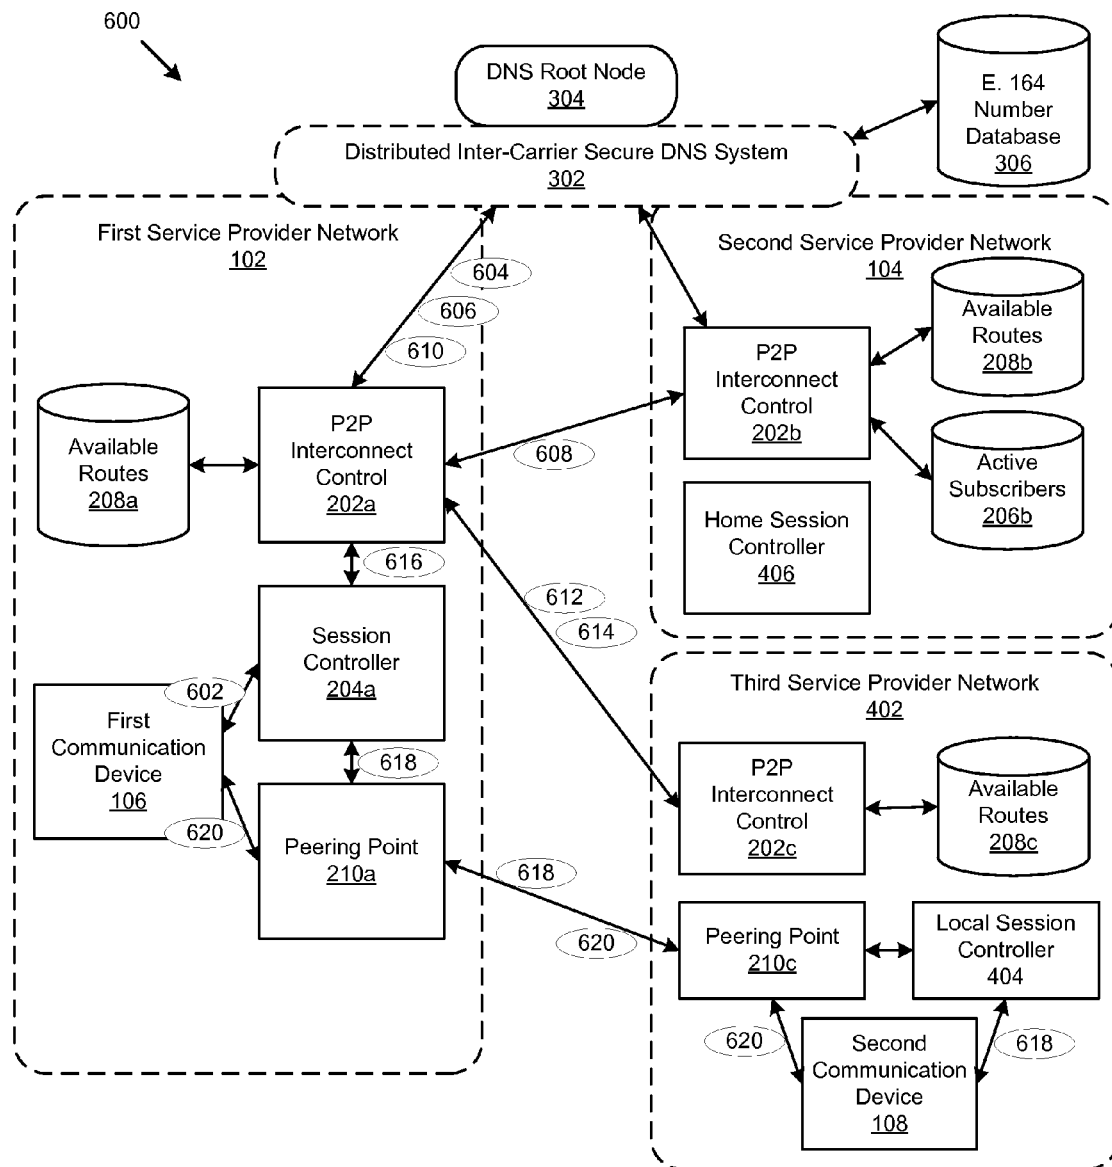 600
DNS Root Node
304
E. 164
Number
Database
306
Distributed Inter-Carrier Secure DNS System
302
First Service Provider Network
102
Second Service Provider Network
104
604
606
610
Available
Routes
208b
P2P
Interconnect
Control
202b
Available
Routes
208a
P2P
Interconnect
Control
202a
608
Active
Subscribers
206b
Home Session
Controller
406
616
612
614
Session
Controller
204a
602
First
Communication
Device
106
618
620
Peering Point
210a
Third Service Provider Network
402
P2P
Interconnect
Control
202c
Available
Routes
208c
618
620
Peering Point
210c
Local Session
Controller
404
620
618
Second
Communication
Device
108